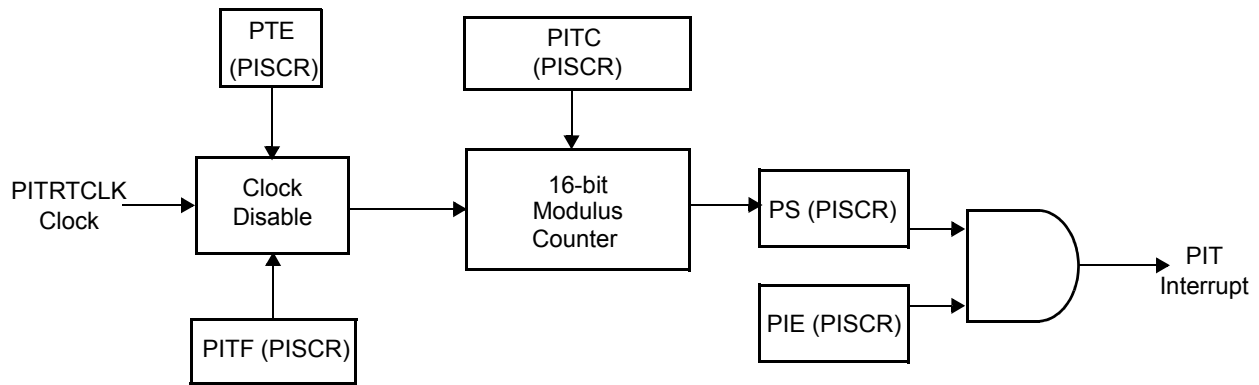 PTE
(PISCR)
PITC
(PISCR)
PITRTCLK
Clock
Clock
Disable
16-bit
Modulus
Counter
PS (PISCR)
PIE (PISCR)
PIT
Interrupt
PITF (PISCR)